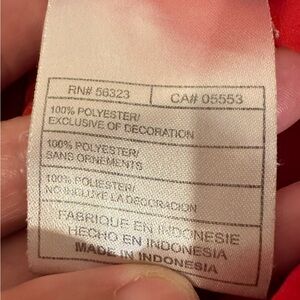 RN# 56323 CA# 05553
100% POLYESTER/
EXCLUSIVE OF DECORATION
100% POLYESTER/
SANS ORNEMENTS
100% POLIESTER/
NO INCLUYE LA DECORACION
FABRIQUE EN INDONESIE
HECHO EN INDONESIA
MADE IN INDONESIA